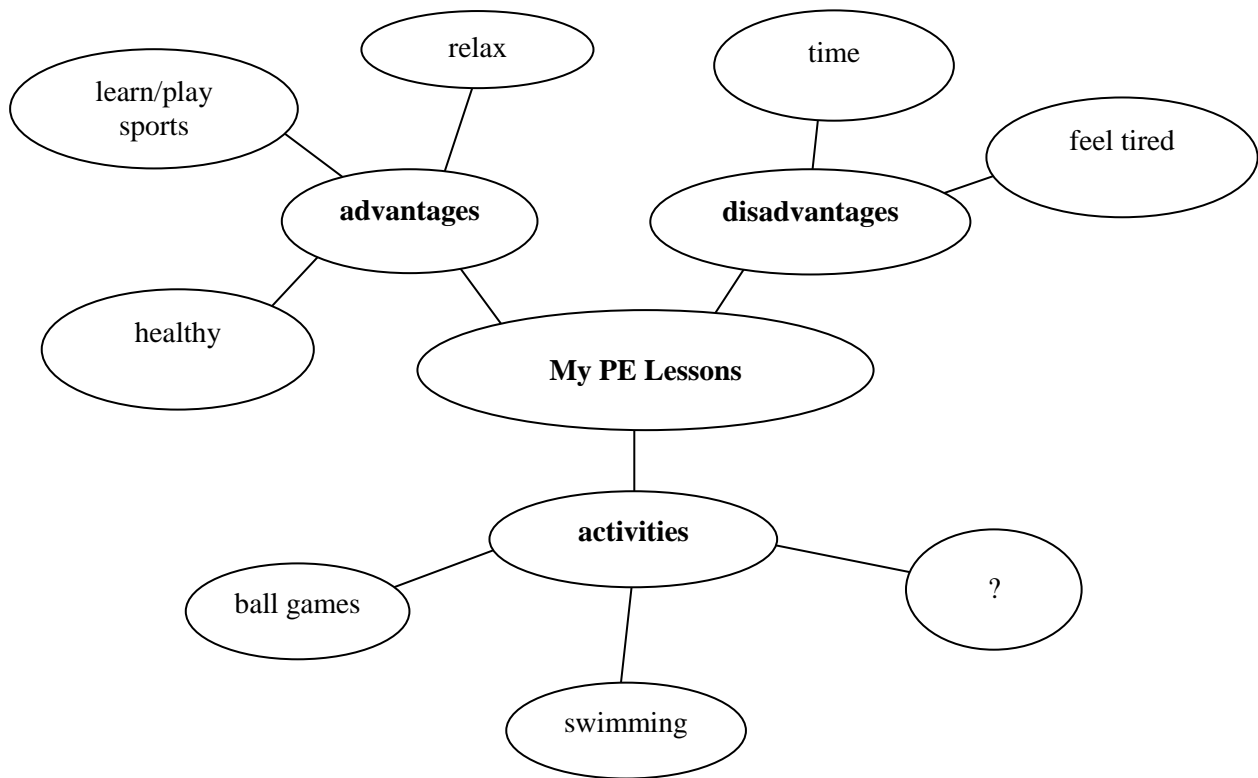 relax
time
learn/play
sports
feel tired
advantages
disadvantages
healthy
My PE Lessons
activities
?
ball games
swimming